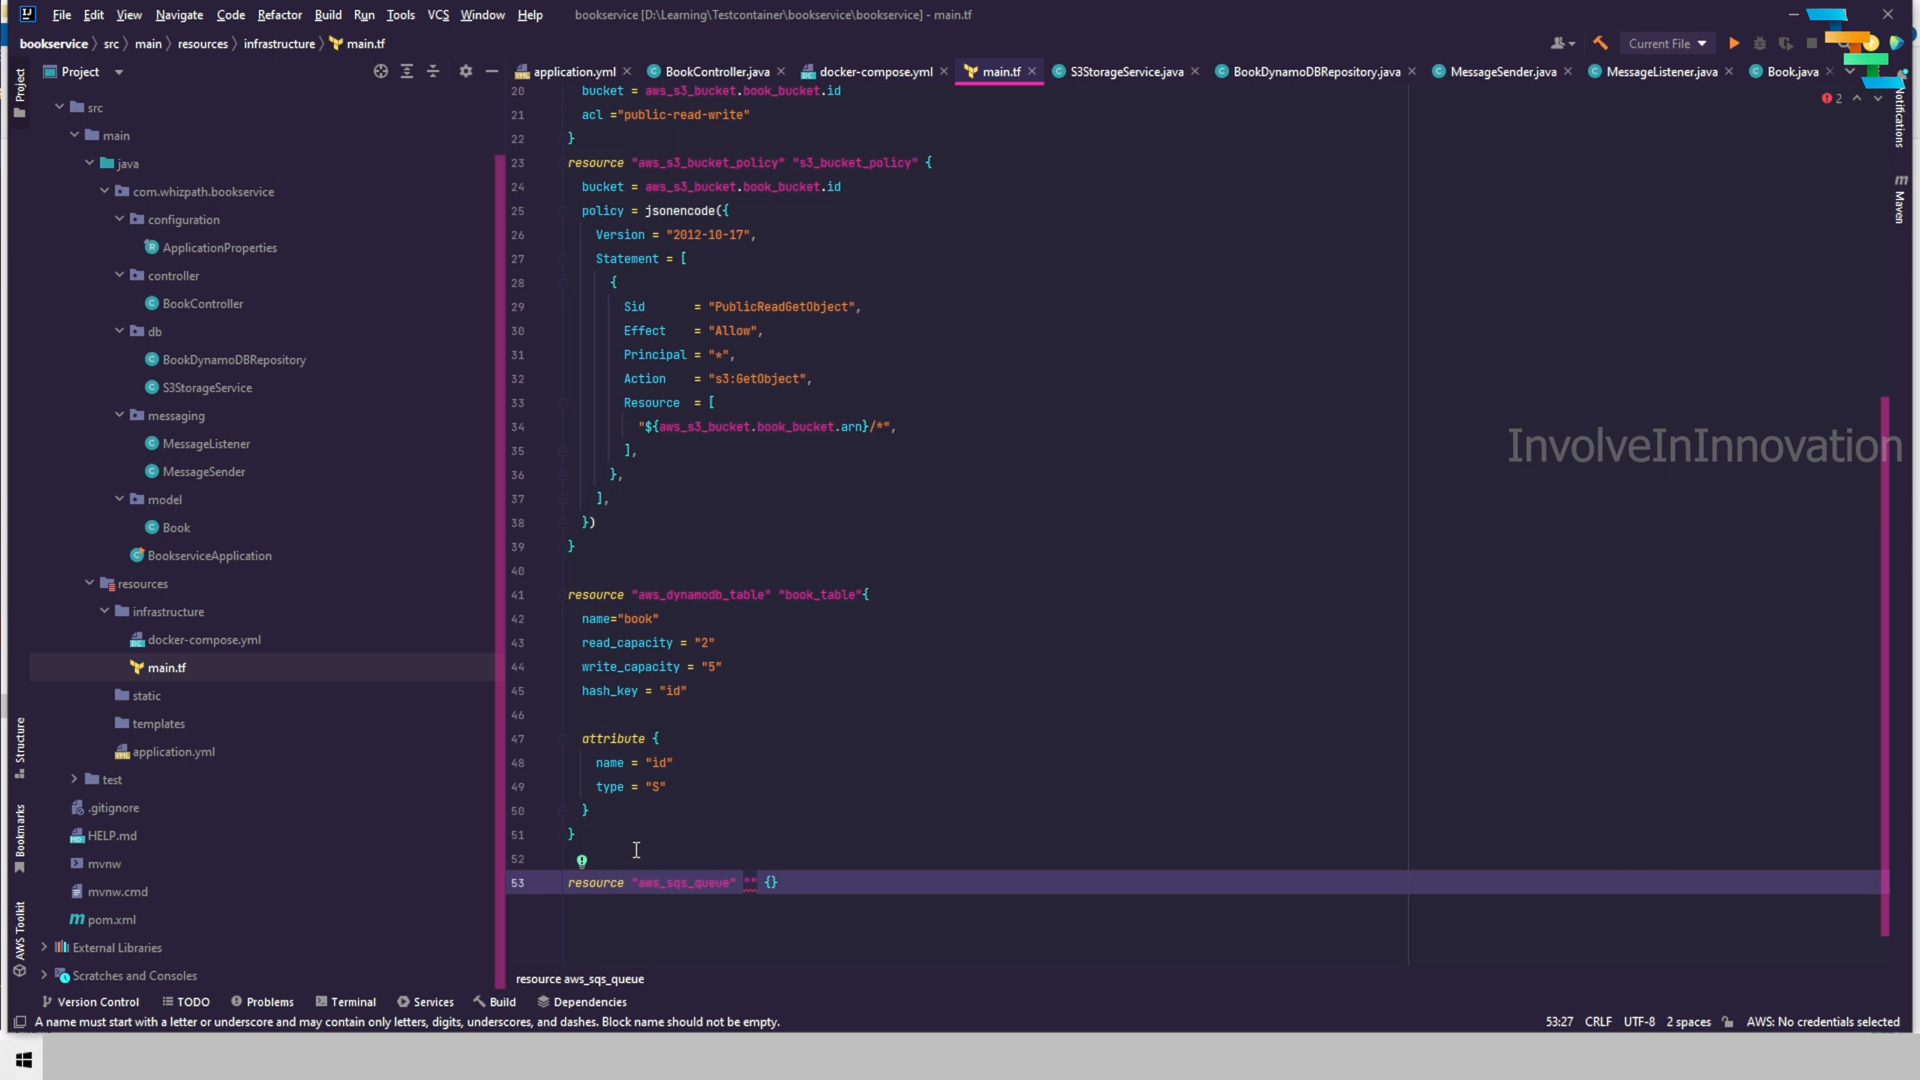 File Edit View Navigate Code Refactor Build Run Tools VCS Window Help bookservice [D:\Learning\Testcontainer\bookservice\bookservice] - main.tf
bookservice src main resources infrastructure main.tf Current File
Project application.yml BookController.java docker-compose.yml main.tf S3StorageService.java BookDynamoDBRepository.java MessageSender.java MessageListener.java Book.java
Project
Structure
Bookmarks
AWS Toolkit
src
main
java
com.whizpath.bookservice
configuration
ApplicationProperties
controller
BookController
db
BookDynamoDBRepository
S3StorageService
messaging
MessageListener
MessageSender
model
Book
BookserviceApplication
resources
infrastructure
docker-compose.yml
main.tf
static
templates
application.yml
test
.gitignore
HELP.md
mvnw
mvnw.cmd
pom.xml
External Libraries
Scratches and Consoles
20 bucket = aws_s3_bucket.book_bucket.id
21 acl ="public-read-write"
22 }
23 resource "aws_s3_bucket_policy" "s3_bucket_policy" {
24 bucket = aws_s3_bucket.book_bucket.id
25 policy = jsonencode({
26 Version = "2012-10-17",
27 Statement = [
28 {
29 Sid = "PublicReadGetObject",
30 Effect = "Allow",
31 Principal = "*",
32 Action = "s3:GetObject",
33 Resource = [
34 "${aws_s3_bucket.book_bucket.arn}/*",
35 ],
36 },
37 ],
38 })
39 }
40
41 resource "aws_dynamodb_table" "book_table"{
42 name="book"
43 read_capacity = "2"
44 write_capacity = "5"
45 hash_key = "id"
46
47 attribute {
48 name = "id"
49 type = "S"
50 }
51 }
52
53 resource "aws_sqs_queue" "" {}
resource aws_sqs_queue
2
Notifications
m
Maven
InvolveInInnovation
Version Control TODO Problems Terminal Services Build Dependencies
A name must start with a letter or underscore and may contain only letters, digits, underscores, and dashes. Block name should not be empty. 53:27 CRLF UTF-8 2 spaces AWS: No credentials selected